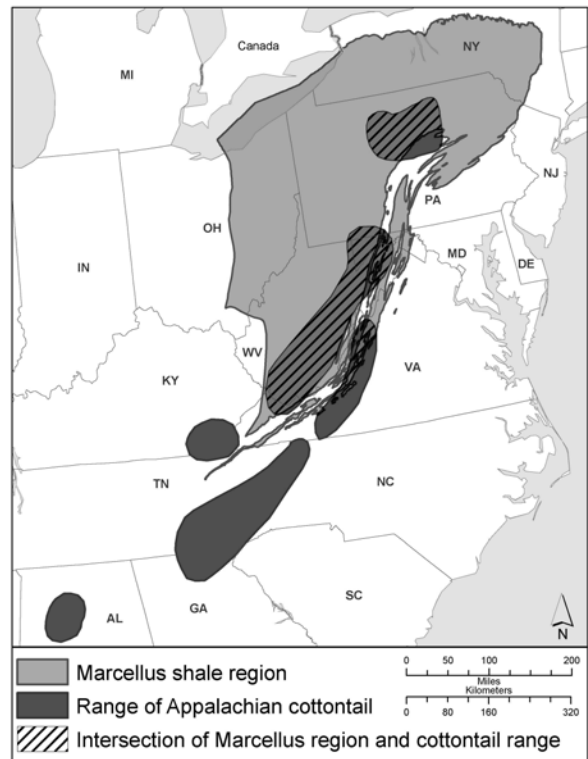 Canada
NY
MI
NJ
PA
OH
MD
DE
IN
WV
VA
KY
TN
NC
SC
AL
GA
N
Marcellus shale region
Range of Appalachian cottontail
Intersection of Marcellus region and cottontail range
0 50 100 200
Miles
Kilometers
0 80 160 320